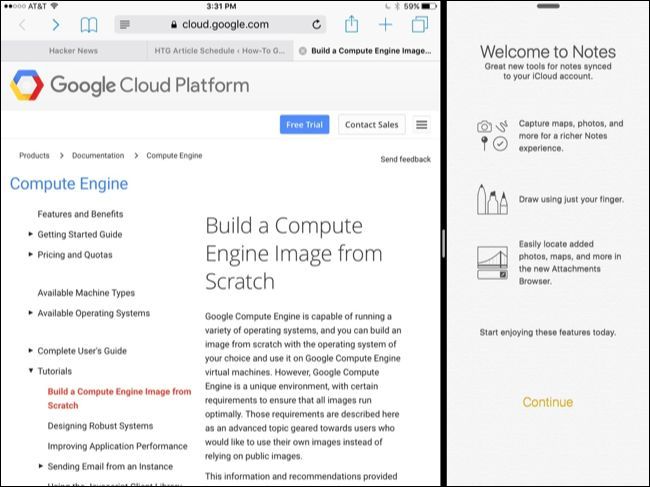 AT&T
3:31 PM
59%
cloud.google.com
Hacker News
HTG Article Schedule ‹ How-To G...
Build a Compute Engine Image...
Google Cloud Platform
Free Trial
Contact Sales
Products > Documentation > Compute Engine
Send feedback
Compute Engine
Features and Benefits
Getting Started Guide
Pricing and Quotas
Available Machine Types
Available Operating Systems
Complete User's Guide
Tutorials
Build a Compute Engine Image from
Scratch
Designing Robust Systems
Improving Application Performance
Sending Email from an Instance
Build a Compute
Engine Image from
Scratch
Google Compute Engine is capable of running a
variety of operating systems, and you can build an
image from scratch with the operating system of
your choice and use it on Google Compute Engine
virtual machines. However, Google Compute
Engine is a unique environment, with certain
requirements to ensure that all images run
optimally. Those requirements are described here
as an advanced topic geared towards users who
would like to use their own images instead of
relying on public images.
This information and recommendations provided
Welcome to Notes
Great new tools for notes synced
to your iCloud account.
Capture maps, photos, and
more for a richer Notes
experience.
Draw using just your finger.
Easily locate added
photos, maps, and more in
the new Attachments
Browser.
Start enjoying these features today.
Continue